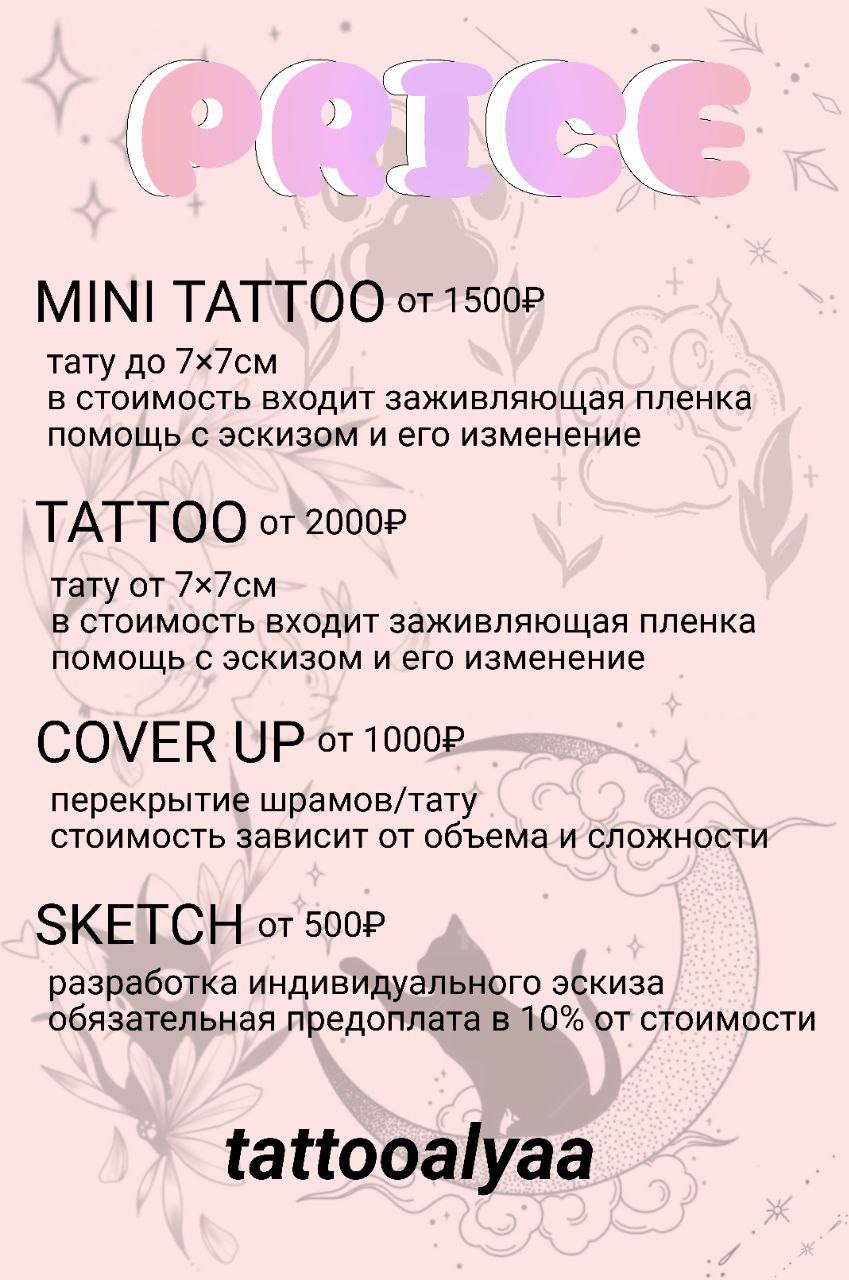 PRICE
MINI TATTOO от 1500₽
тату до 7×7см
в стоимость входит заживляющая пленка
помощь с эскизом и его изменение
TATTOO от 2000₽
тату от 7×7см
в стоимость входит заживляющая пленка
помощь с эскизом и его изменение
COVER UP от 1000₽
перекрытие шрамов/тату
стоимость зависит от объема и сложности
SKETCH от 500₽
разработка индивидуального эскиза
обязательная предоплата в 10% от стоимости
tattooalyaa